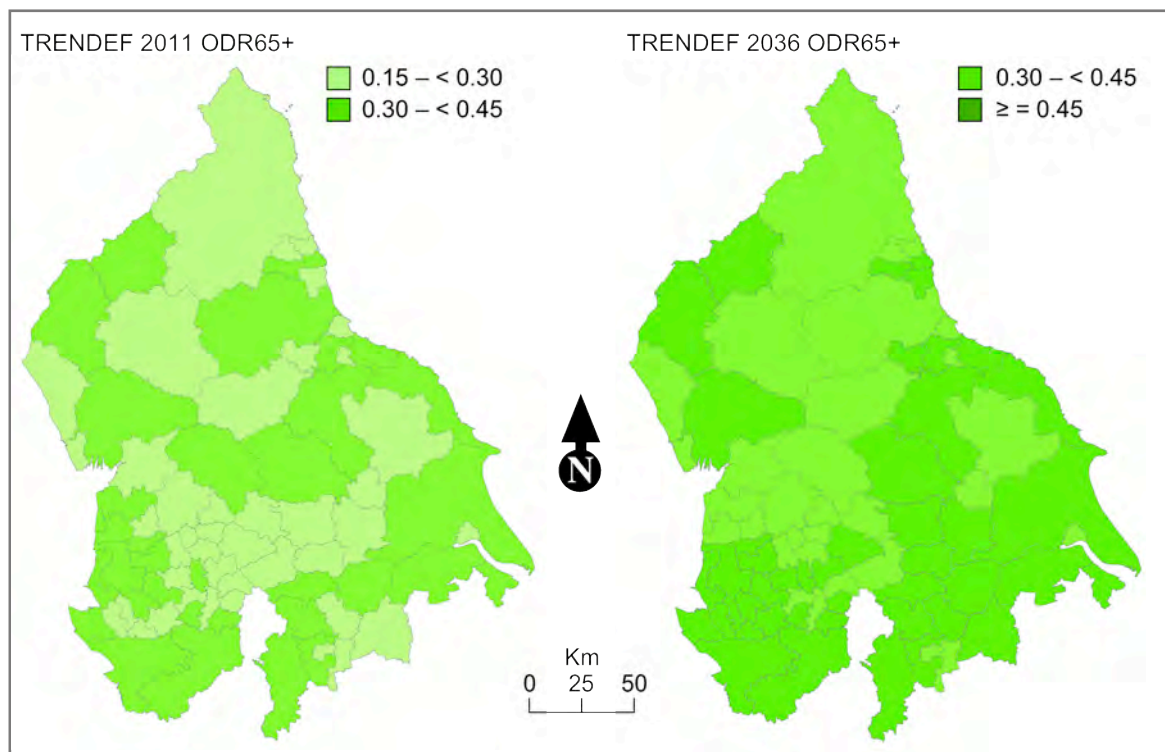 TRENDEF 2011 ODR65+
0.15 – < 0.30
0.30 – < 0.45
TRENDEF 2036 ODR65+
0.30 – < 0.45
≥ = 0.45
N
Km
0 25 50